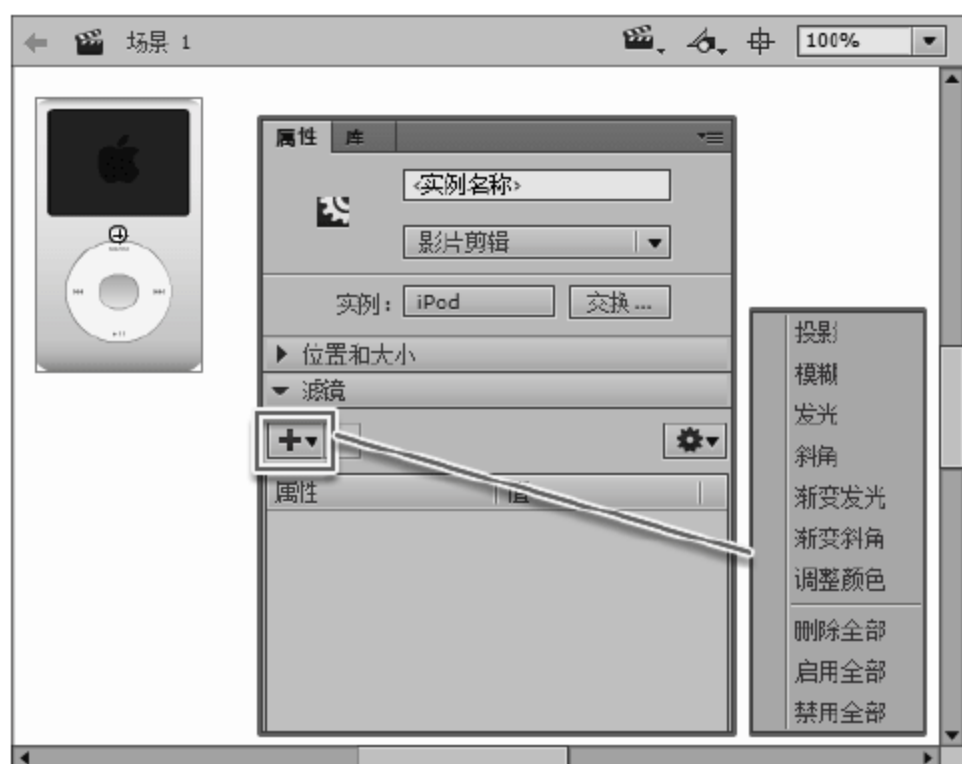 场景 1
100%
属性 库
<实例名称>
影片剪辑
实例: iPod 交换...
位置和大小
滤镜
属性 值
投影
模糊
发光
斜角
渐变发光
渐变斜角
调整颜色
删除全部
启用全部
禁用全部